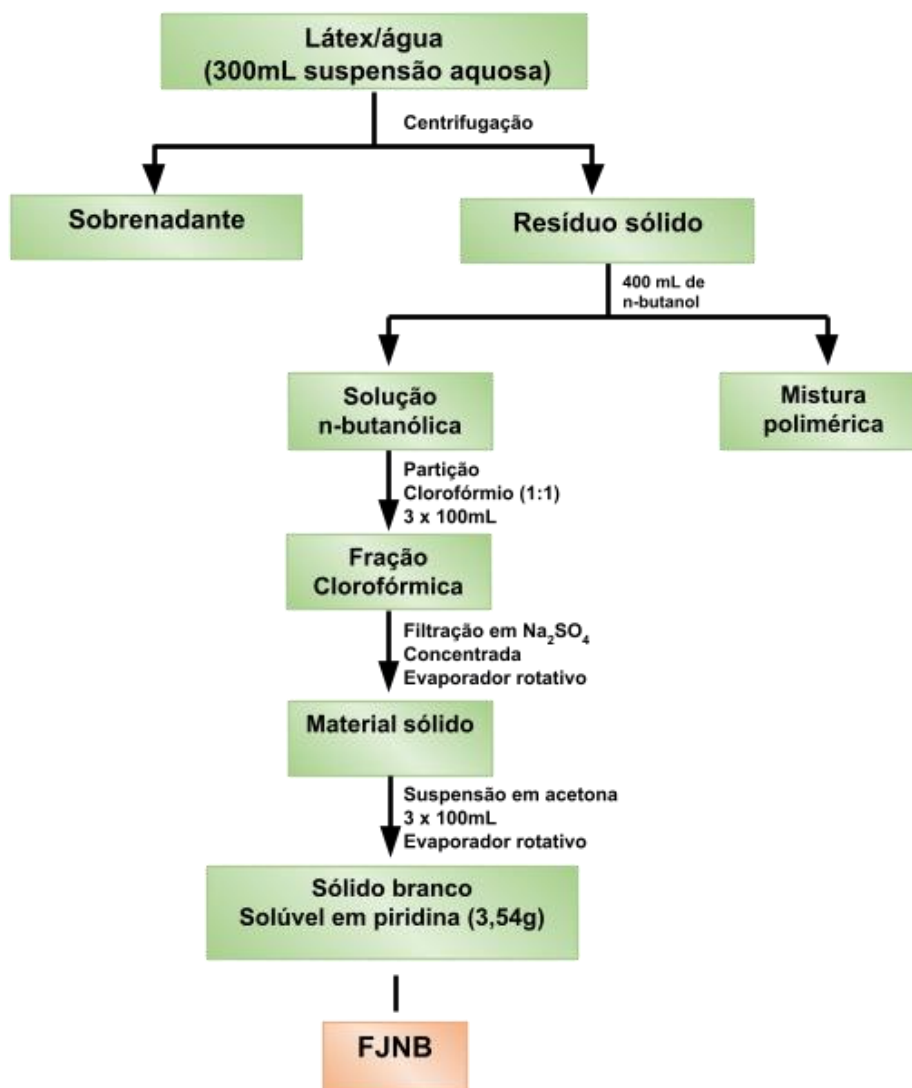 Látex/água
(300mL suspensão aquosa)
Centrifugação
Sobrenadante
Resíduo sólido
400 mL de
n-butanol
Solução
n-butanólica
Mistura
polimérica
Partição
Clorofórmio (1:1)
3 x 100mL
Fração
Clorofórmica
Filtração em Na₂SO₄
Concentrada
Evaporador rotativo
Material sólido
Suspensão em acetona
3 x 100mL
Evaporador rotativo
Sólido branco
Solúvel em piridina (3,54g)
FJNB